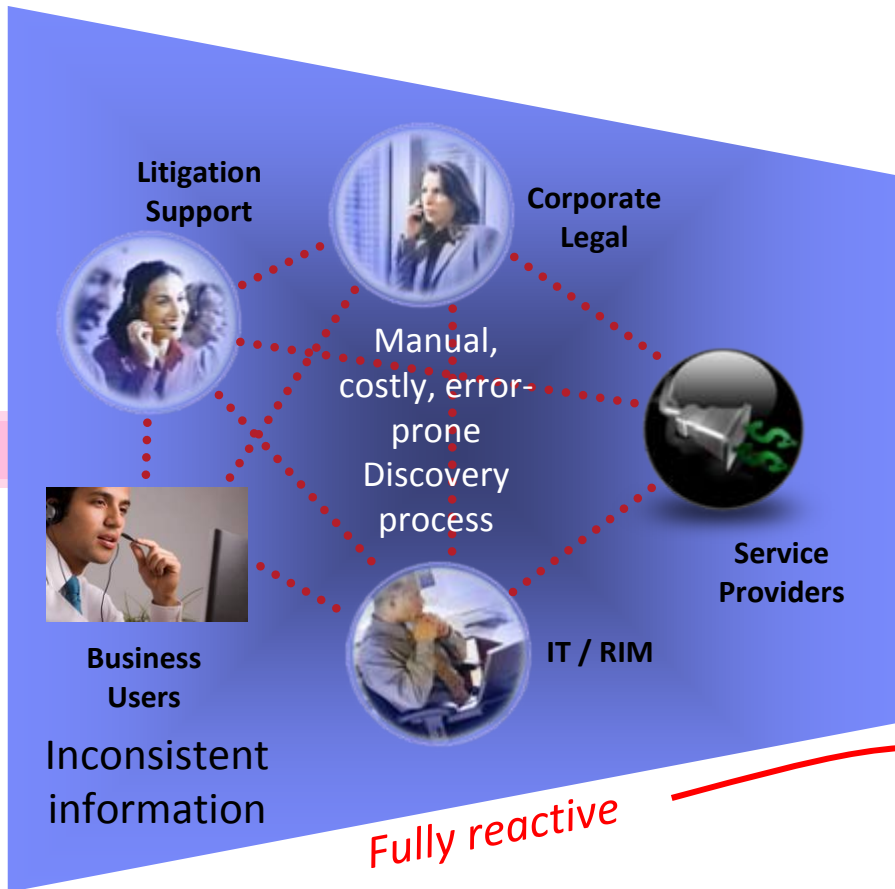 Litigation
Support
Corporate
Legal
Manual,
costly, error-
prone
Discovery
process
Service
Providers
IT / RIM
Business
Users
Inconsistent
information
Fully reactive